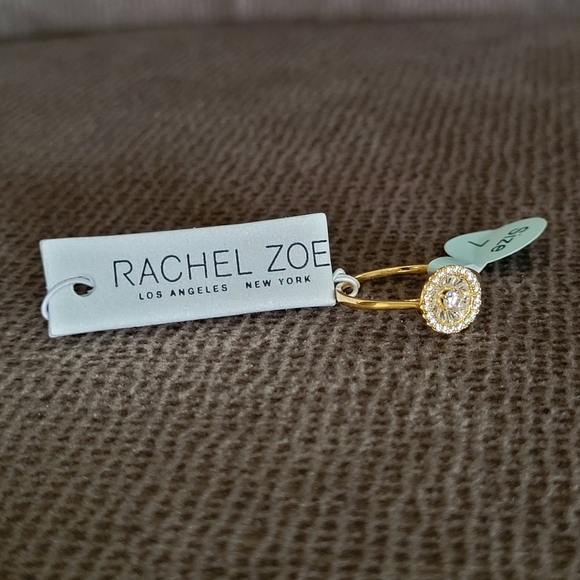 RACHEL ZOE
LOS ANGELES NEW YORK
Size
7